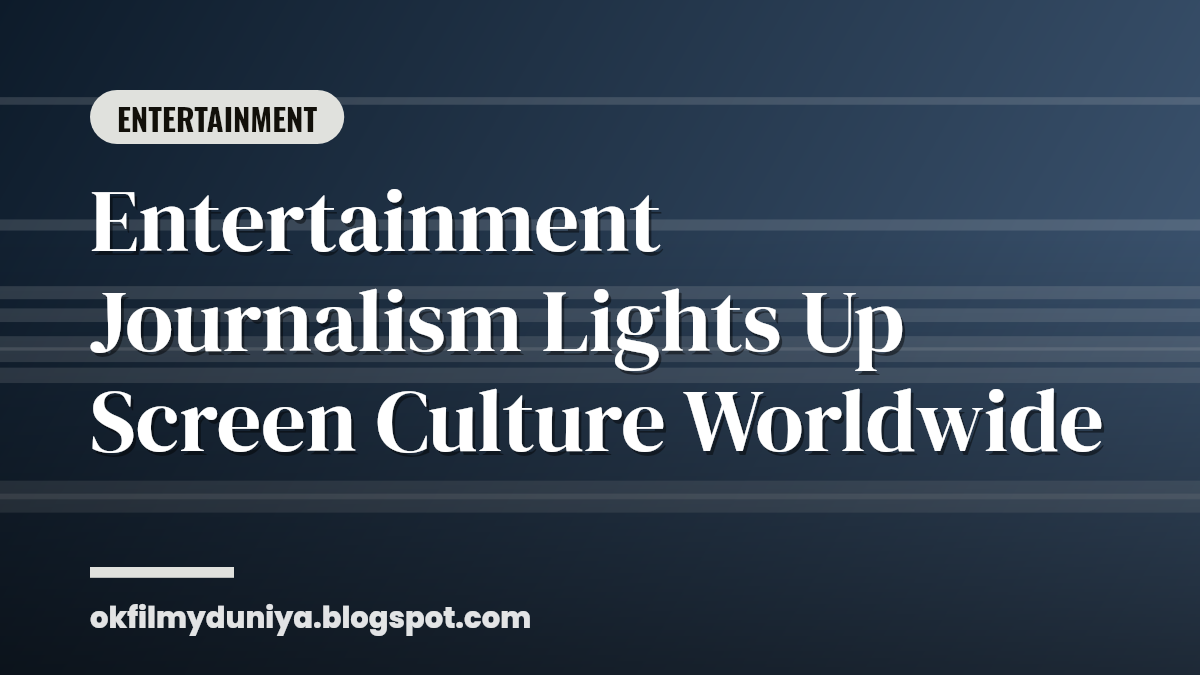 ENTERTAINMENT
Entertainment
Journalism Lights Up
Screen Culture Worldwide
okfilmyduniya.blogspot.com